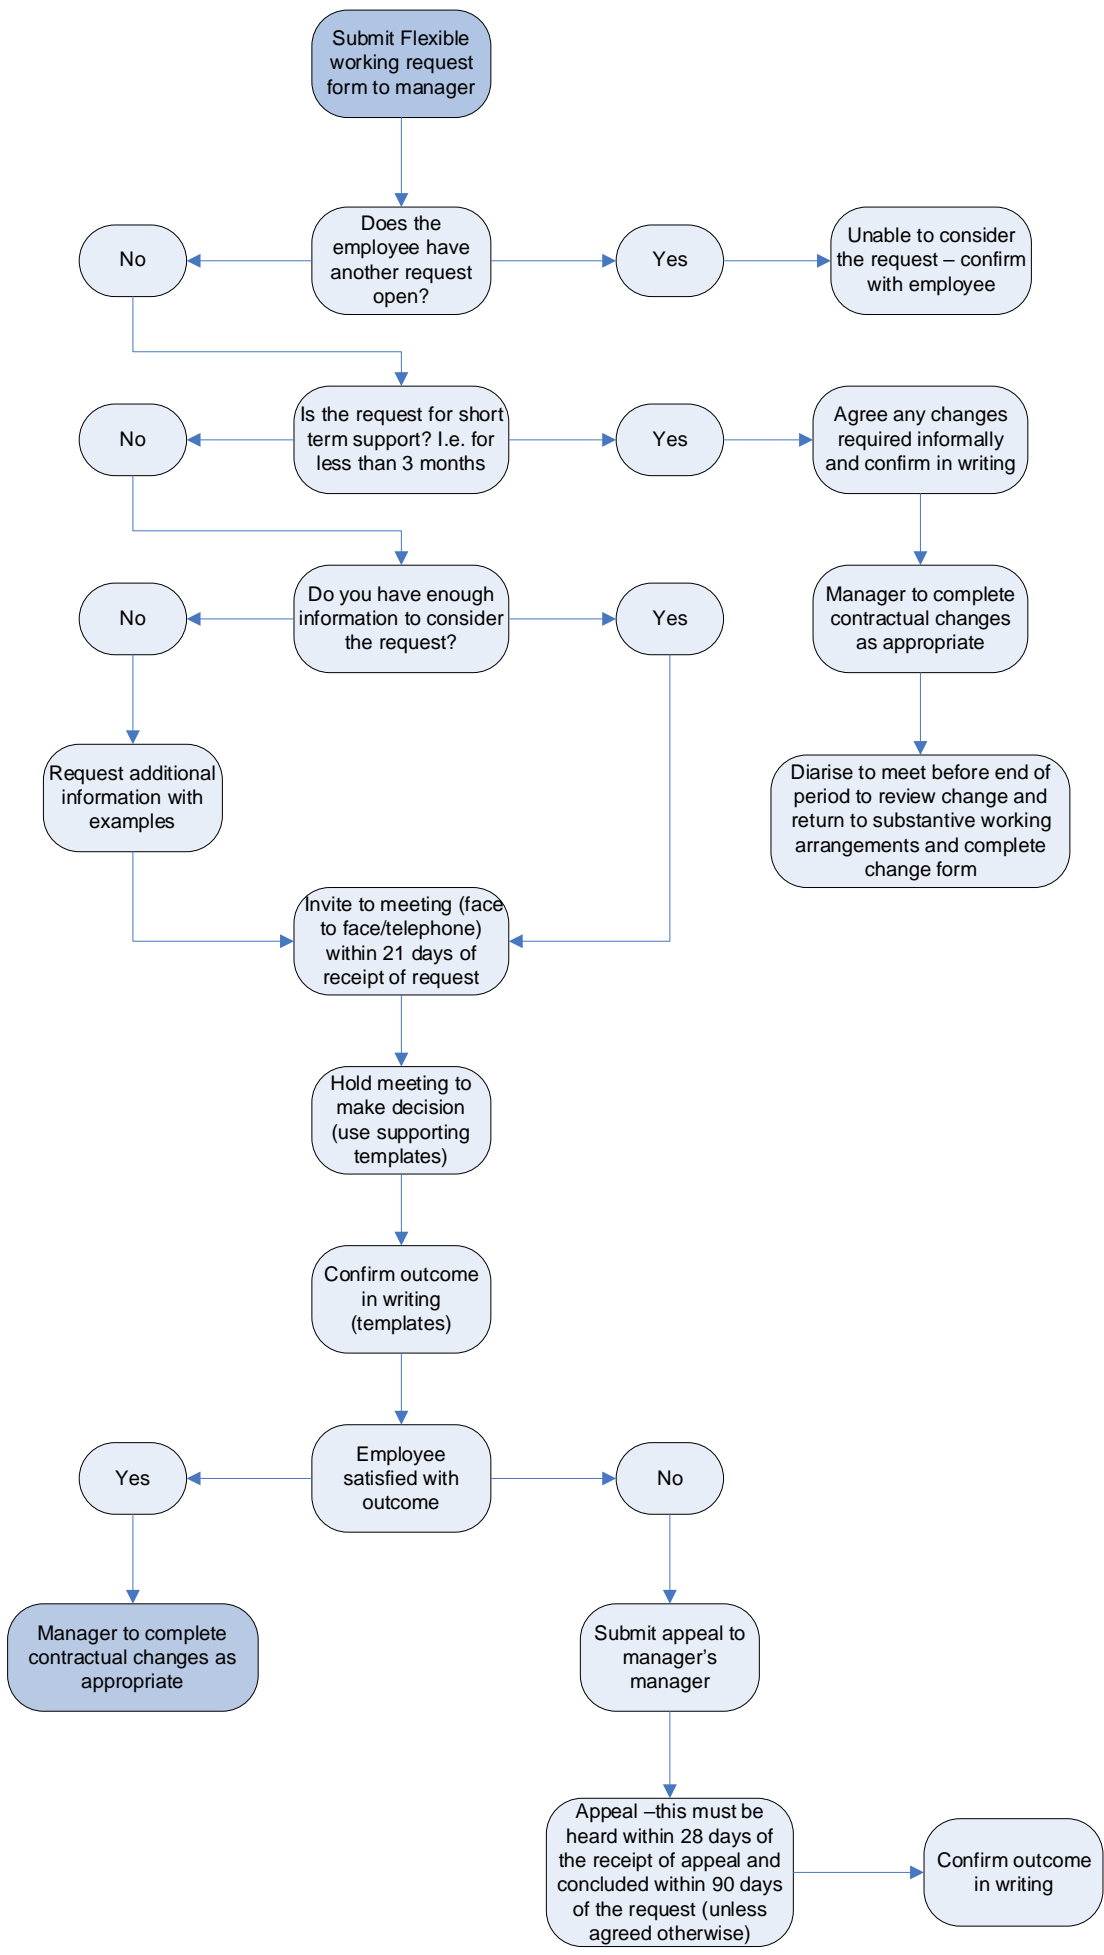 Submit Flexible
working request
form to manager
Does the
employee have
another request
open?
No
Yes
Unable to consider
the request – confirm
with employee
Is the request for short
term support? I.e. for
less than 3 months
No
Yes
Agree any changes
required informally
and confirm in writing
Do you have enough
information to consider
the request?
No
Yes
Manager to complete
contractual changes
as appropriate
Request additional
information with
examples
Diarise to meet before end of
period to review change and
return to substantive working
arrangements and complete
change form
Invite to meeting (face
to face/telephone)
within 21 days of
receipt of request
Hold meeting to
make decision
(use supporting
templates)
Confirm outcome
in writing
(templates)
Employee
satisfied with
outcome
Yes
No
Manager to complete
contractual changes as
appropriate
Submit appeal to
manager’s
manager
Appeal –this must be
heard within 28 days of
the receipt of appeal and
concluded within 90 days
of the request (unless
agreed otherwise)
Confirm outcome
in writing